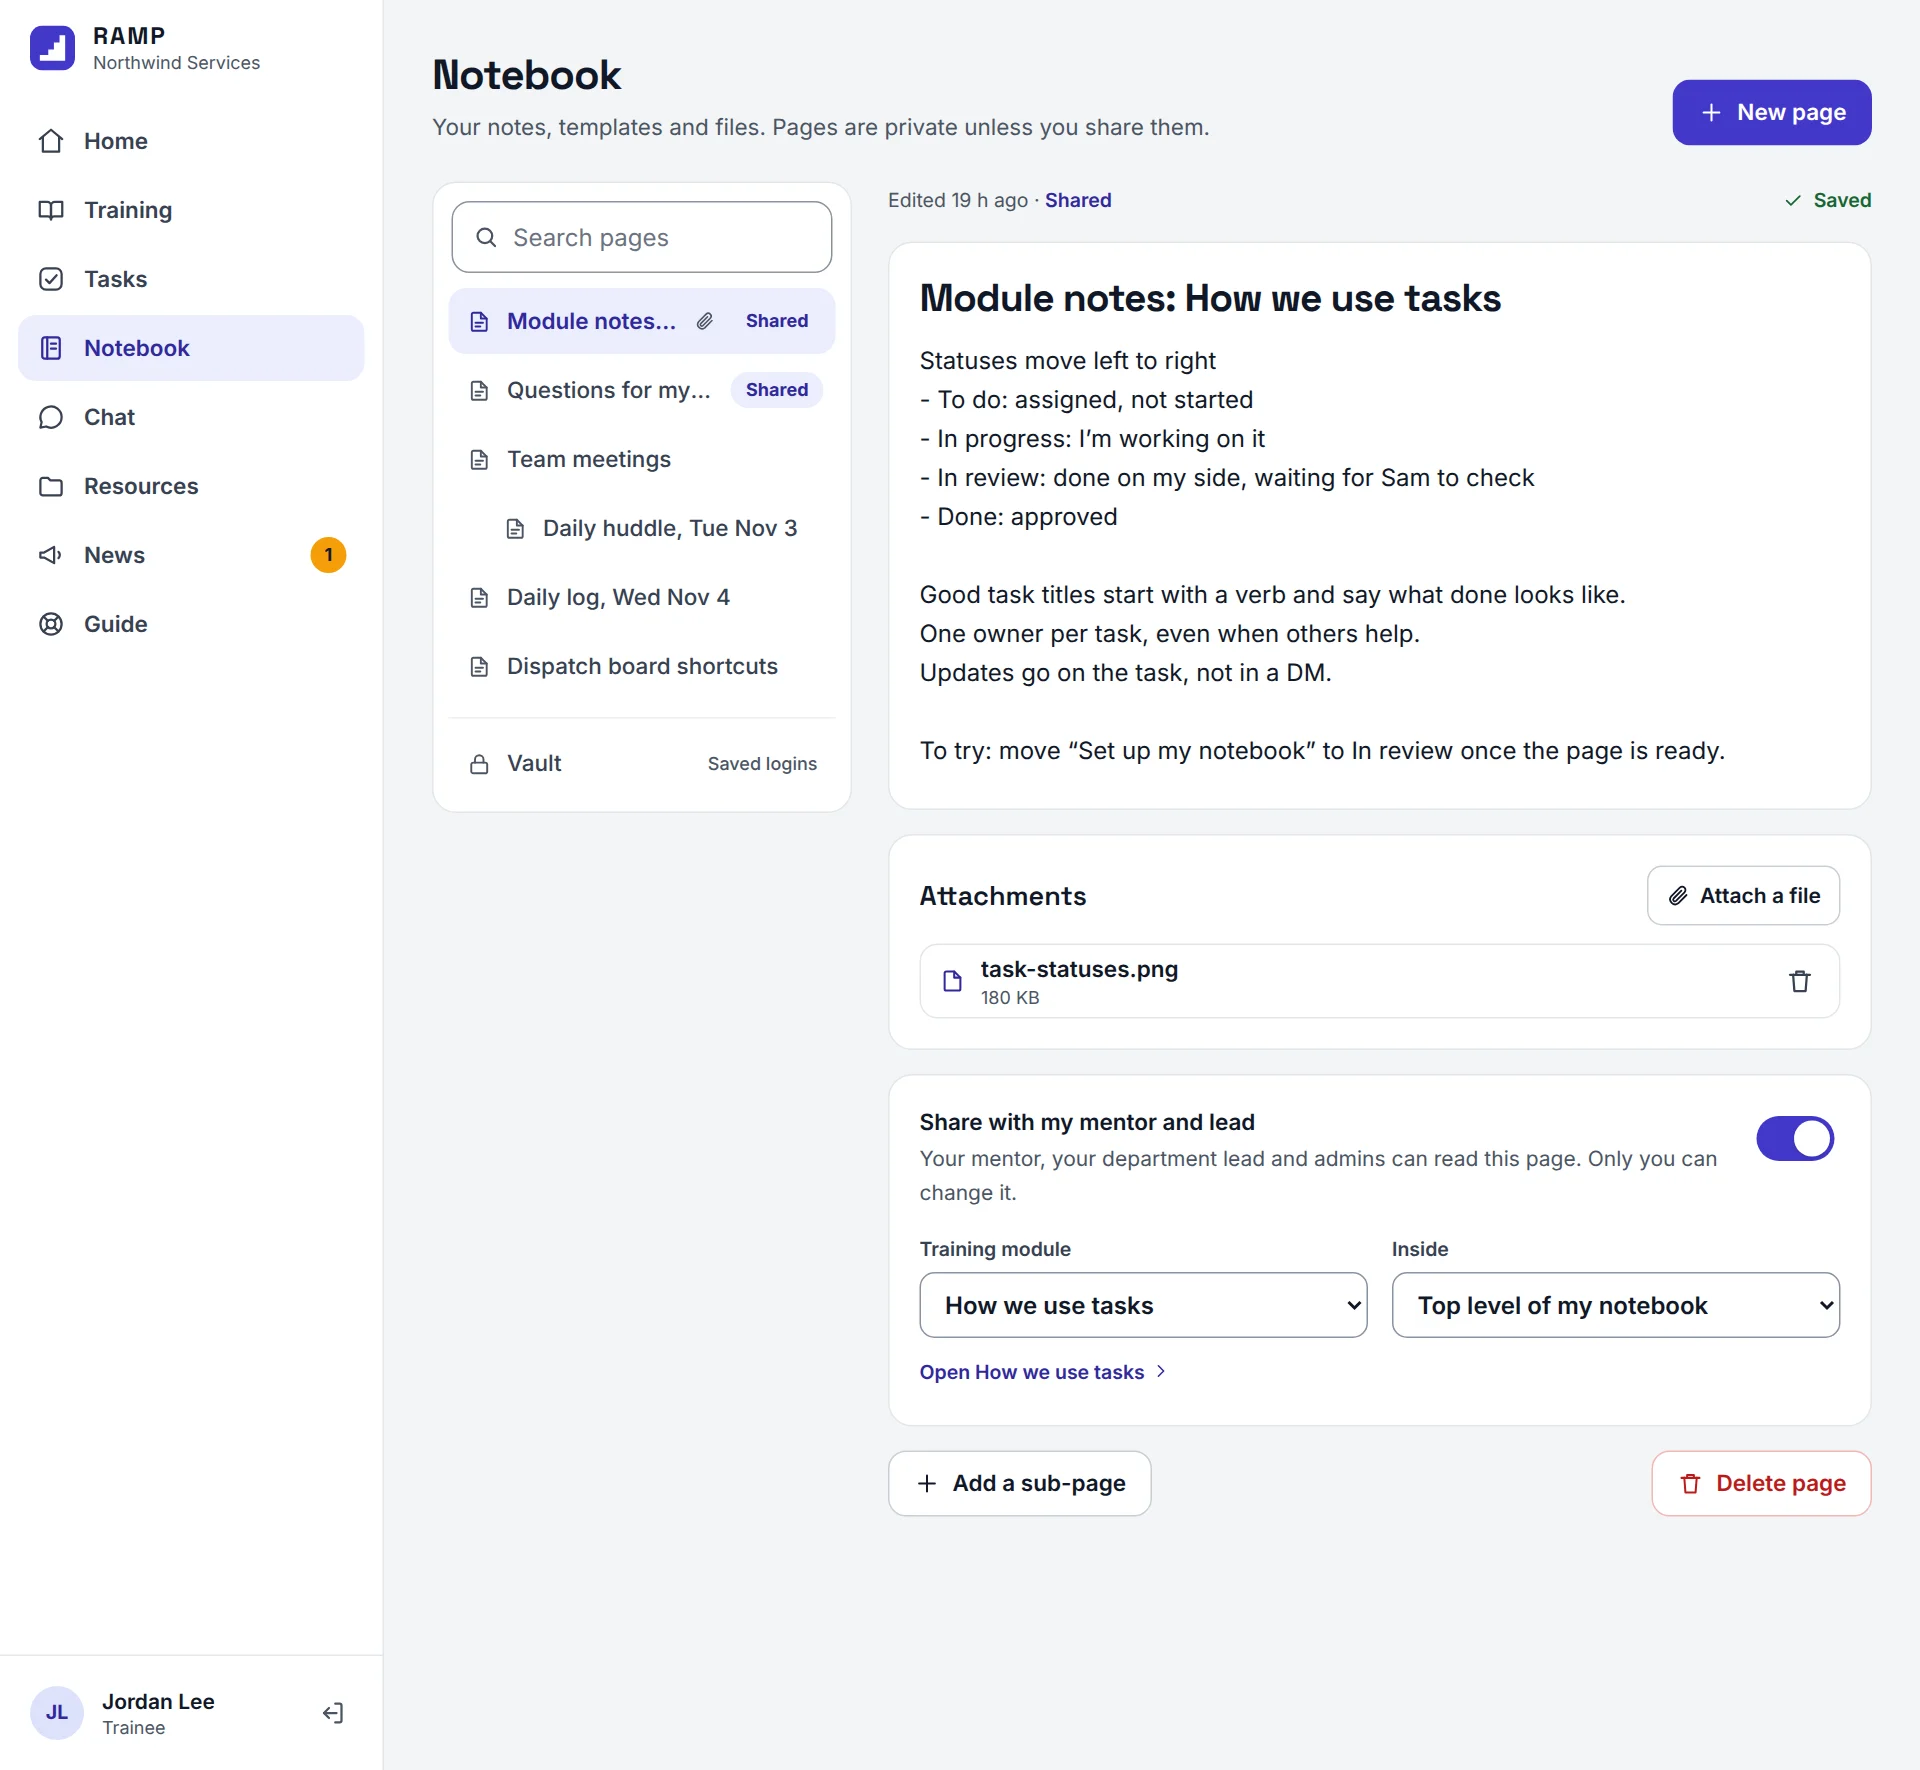 RAMP
Northwind Services
Home
Training
Tasks
Notebook
Chat
Resources
News
1
Guide
JL
Jordan Lee
Trainee
Notebook
Your notes, templates and files. Pages are private unless you share them.
New page
Search pages
Module notes...
Shared
Questions for my...
Shared
Team meetings
Daily huddle, Tue Nov 3
Daily log, Wed Nov 4
Dispatch board shortcuts
Vault
Saved logins
Edited 19 h ago · Shared
Saved
Module notes: How we use tasks
Statuses move left to right
- To do: assigned, not started
- In progress: I’m working on it
- In review: done on my side, waiting for Sam to check
- Done: approved
Good task titles start with a verb and say what done looks like.
One owner per task, even when others help.
Updates go on the task, not in a DM.
To try: move “Set up my notebook” to In review once the page is ready.
Attachments
Attach a file
task-statuses.png
180 KB
Share with my mentor and lead
Your mentor, your department lead and admins can read this page. Only you can
change it.
Training module
Inside
How we use tasks
Top level of my notebook
Open How we use tasks
Add a sub-page
Delete page